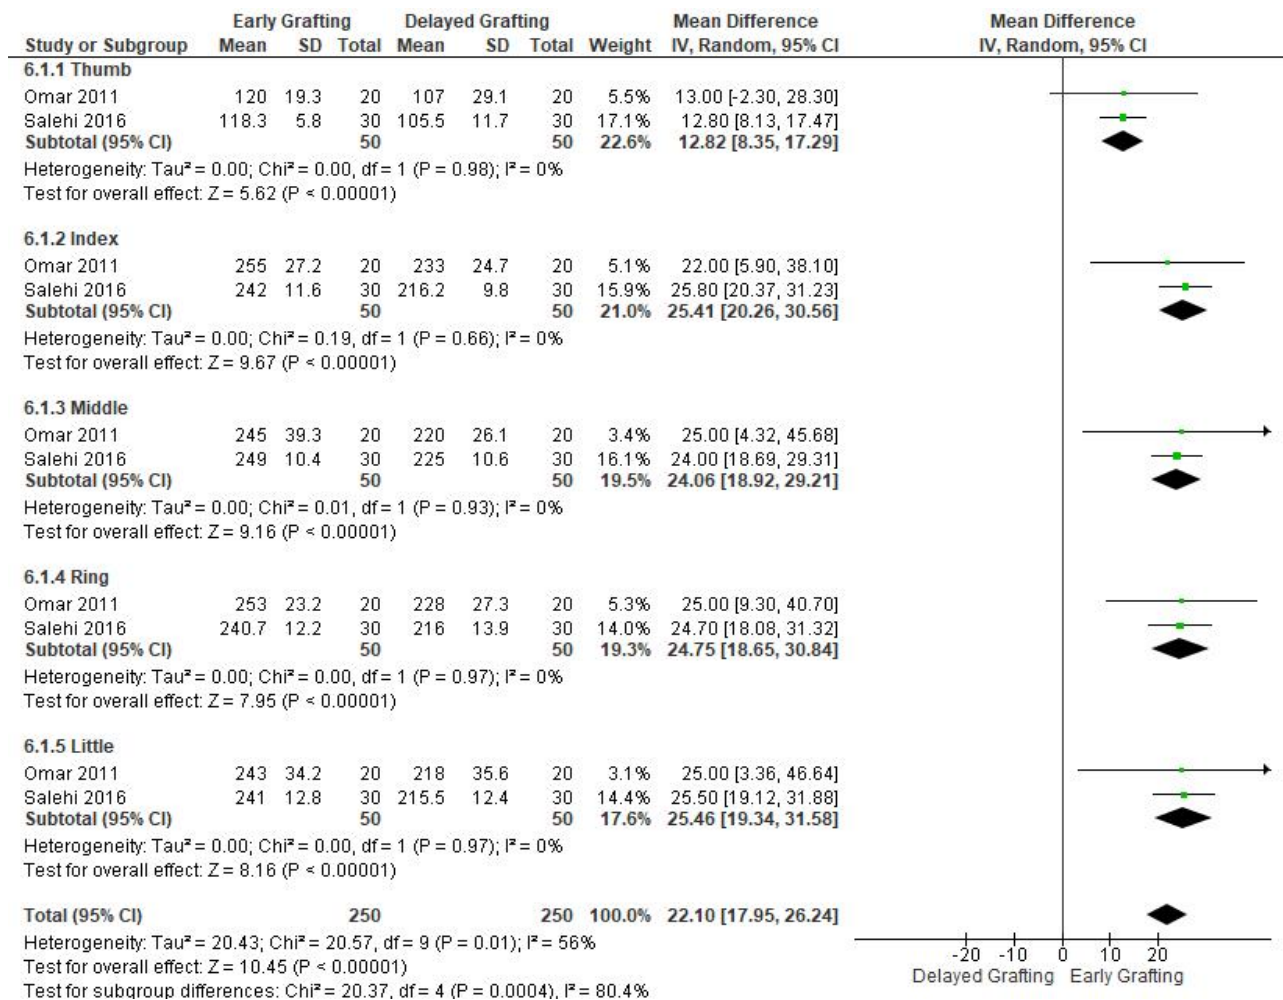 Early Grafting Delayed Grafting Mean Difference Mean Difference
Study or Subgroup Mean SD Total Mean SD Total Weight IV, Random, 95% CI IV, Random, 95% CI
6.1.1 Thumb
Omar 2011 120 19.3 20 107 29.1 20 5.5% 13.00 [-2.30, 28.30]
Salehi 2016 118.3 5.8 30 105.5 11.7 30 17.1% 12.80 [8.13, 17.47]
Subtotal (95% CI) 50 50 22.6% 12.82 [8.35, 17.29]
Heterogeneity: Tau² = 0.00; Chi² = 0.00, df = 1 (P = 0.98); I² = 0%
Test for overall effect: Z = 5.62 (P < 0.00001)
6.1.2 Index
Omar 2011 255 27.2 20 233 24.7 20 5.1% 22.00 [5.90, 38.10]
Salehi 2016 242 11.6 30 216.2 9.8 30 15.9% 25.80 [20.37, 31.23]
Subtotal (95% CI) 50 50 21.0% 25.41 [20.26, 30.56]
Heterogeneity: Tau² = 0.00; Chi² = 0.19, df = 1 (P = 0.66); I² = 0%
Test for overall effect: Z = 9.67 (P < 0.00001)
6.1.3 Middle
Omar 2011 245 39.3 20 220 26.1 20 3.4% 25.00 [4.32, 45.68]
Salehi 2016 249 10.4 30 225 10.6 30 16.1% 24.00 [18.69, 29.31]
Subtotal (95% CI) 50 50 19.5% 24.06 [18.92, 29.21]
Heterogeneity: Tau² = 0.00; Chi² = 0.01, df = 1 (P = 0.93); I² = 0%
Test for overall effect: Z = 9.16 (P < 0.00001)
6.1.4 Ring
Omar 2011 253 23.2 20 228 27.3 20 5.3% 25.00 [9.30, 40.70]
Salehi 2016 240.7 12.2 30 216 13.9 30 14.0% 24.70 [18.08, 31.32]
Subtotal (95% CI) 50 50 19.3% 24.75 [18.65, 30.84]
Heterogeneity: Tau² = 0.00; Chi² = 0.00, df = 1 (P = 0.97); I² = 0%
Test for overall effect: Z = 7.95 (P < 0.00001)
6.1.5 Little
Omar 2011 243 34.2 20 218 35.6 20 3.1% 25.00 [3.36, 46.64]
Salehi 2016 241 12.8 30 215.5 12.4 30 14.4% 25.50 [19.12, 31.88]
Subtotal (95% CI) 50 50 17.6% 25.46 [19.34, 31.58]
Heterogeneity: Tau² = 0.00; Chi² = 0.00, df = 1 (P = 0.97); I² = 0%
Test for overall effect: Z = 8.16 (P < 0.00001)
Total (95% CI) 250 250 100.0% 22.10 [17.95, 26.24]
Heterogeneity: Tau² = 20.43; Chi² = 20.57, df = 9 (P = 0.01); I² = 56%
Test for overall effect: Z = 10.45 (P < 0.00001)
Test for subgroup differences: Chi² = 20.37, df = 4 (P = 0.0004), I² = 80.4%
-20 -10 0 10 20
Delayed Grafting Early Grafting